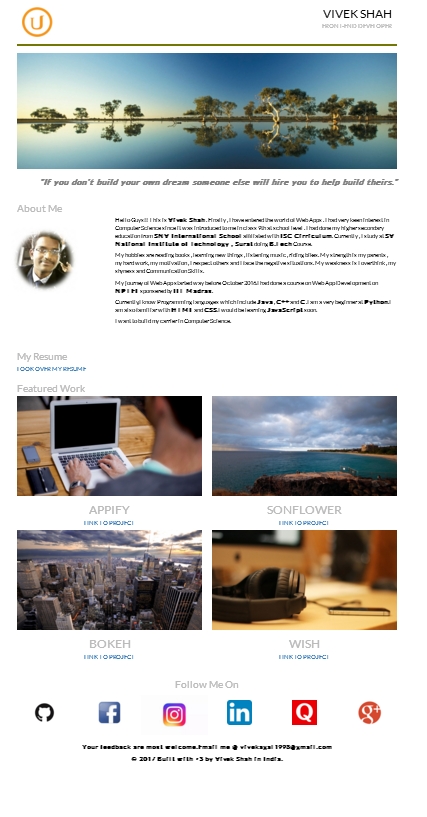 VIVEK SHAH
FRONT-END DEVELOPER
"If you don't build your own dream someone else will hire you to help build theirs."
About Me
Hello Guys!! This is Vivek Shah. Finally, I have entered the world of Web Apps. I had very keen interest in
Computer Science since it was introduced to me in class 9th at school level. I had done my higher secondary
education from SNV International School affiliated with ISC Cirriculum. Currently, I study at SV
National Institute of Technology, Surat doing B.Tech Course.
My hobbies are reading books, learning new things, listening music, riding bikes. My strength is my parents,
my hard work, my motivation, I respect others and I face the negative situations. My weakness is I overthink, my
shyness and Communication Skills.
My Journey of Web Apps started way before October 2016. I had done a course on Web App Development on
NPTEL sponsored by IIT Madras.
Currently I know Programming languages which include Java, C++ and C. I am a very beginner at Python. I
am also familiar with HTML and CSS. I would be learning JavaScript soon.
I want to build my carrier in Computer Science.
My Resume
LOOK OVER MY RESUME
Featured Work
APPIFY
SONFLOWER
LINK TO PROJECT
LINK TO PROJECT
BOKEH
WISH
LINK TO PROJECT
LINK TO PROJECT
Follow Me On
Your feedback are most welcome.Email me @ @gmail.com
© 2017 Built with <3 by Vivek Shah in India.